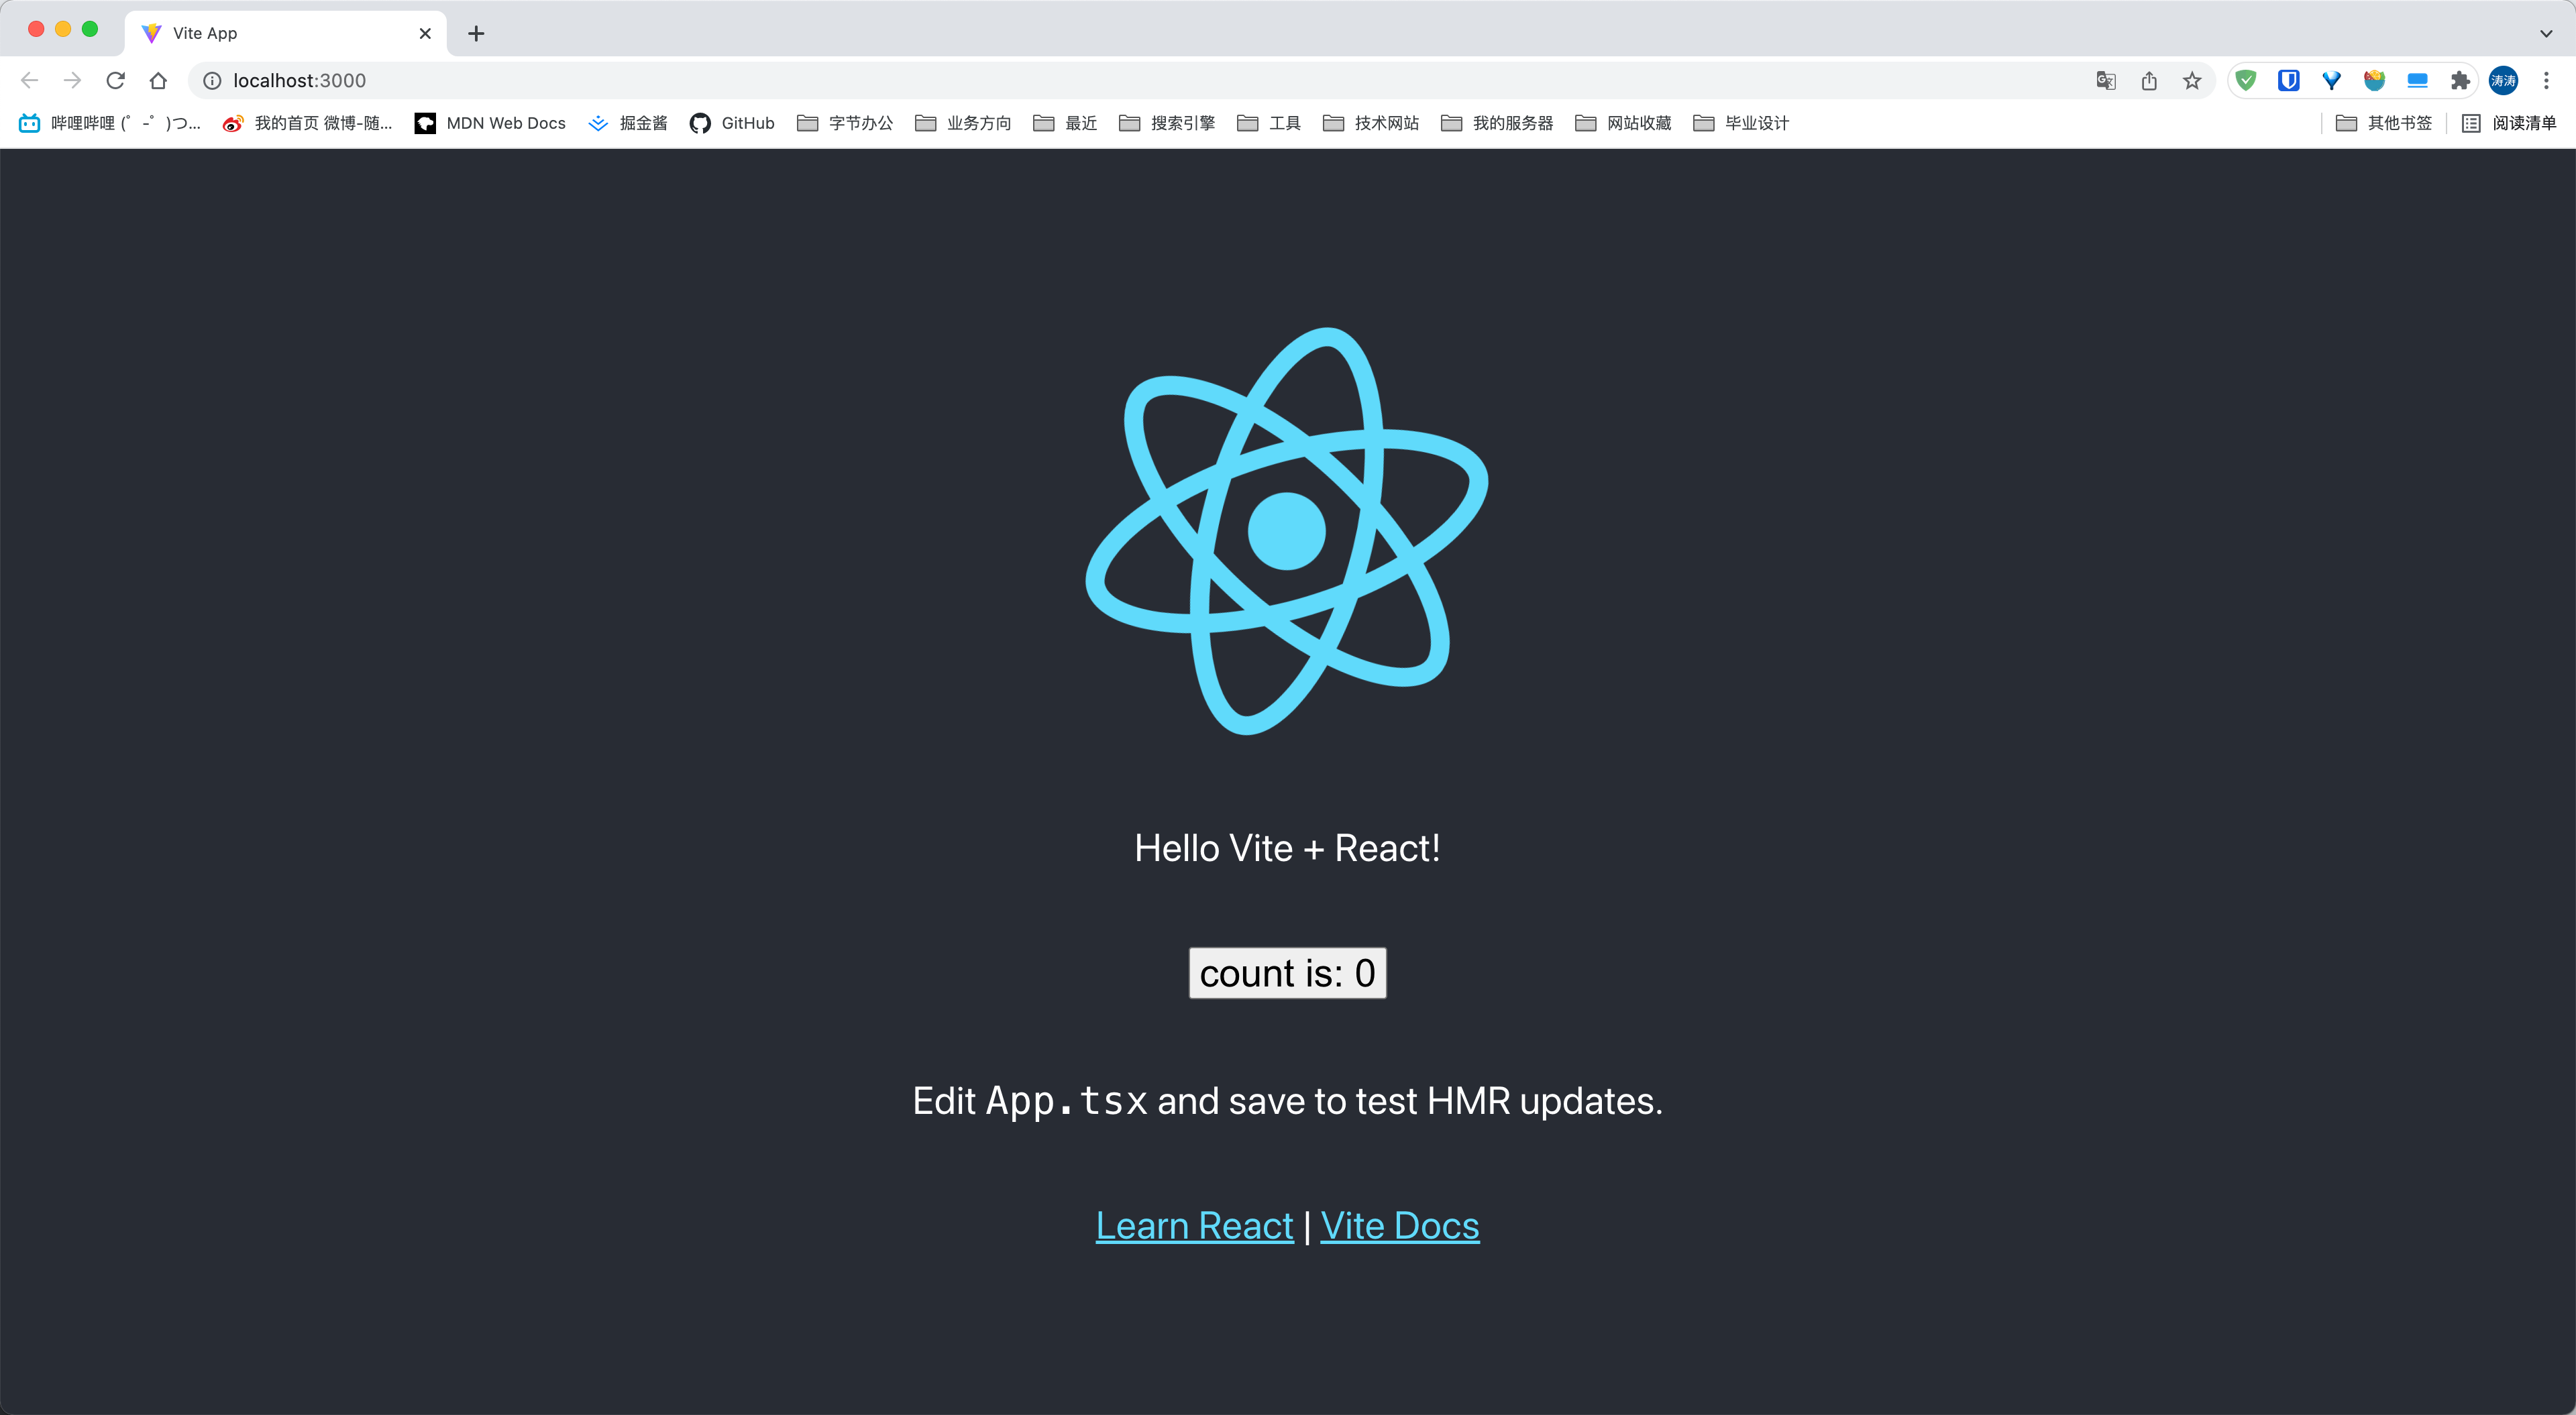 Vite App
localhost:3000
涛涛
哔哩哔哩 (゜-゜)つ... 我的首页 微博-随... MDN Web Docs 掘金酱 GitHub 字节办公 业务方向 最近 搜索引擎 工具 技术网站 我的服务器 网站收藏 毕业设计 其他书签 阅读清单
Hello Vite + React!
count is: 0
Edit App.tsx and save to test HMR updates.
Learn React | Vite Docs